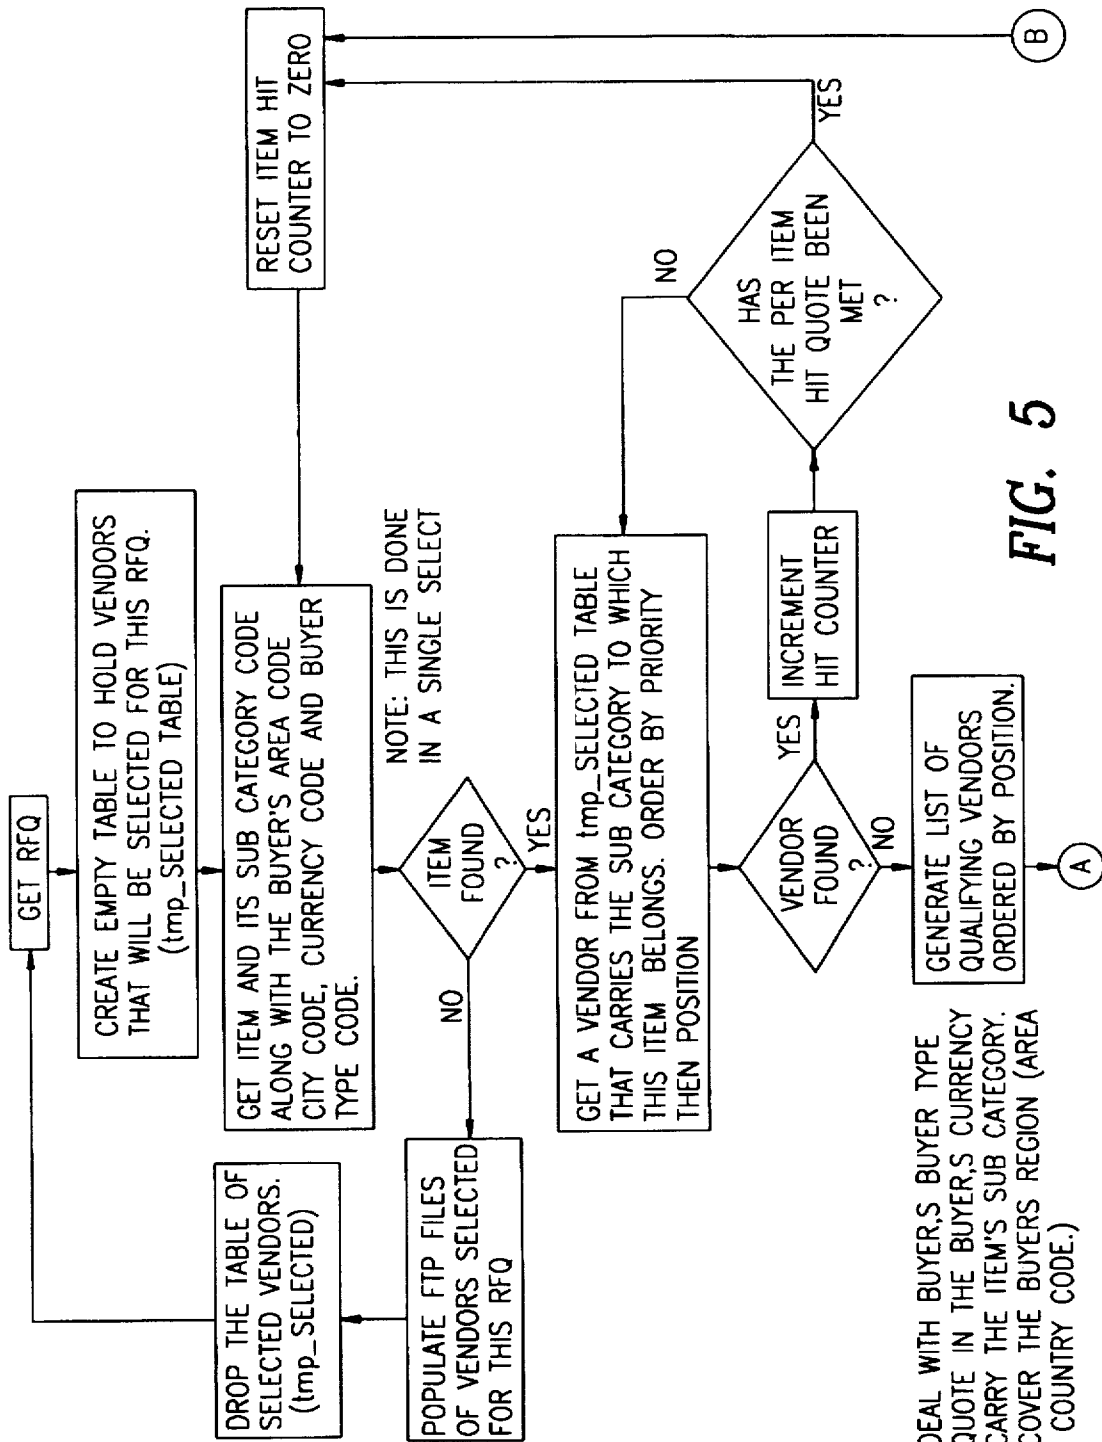 GET RFQ
CREATE EMPTY TABLE TO HOLD VENDORS
THAT WILL BE SELECTED FOR THIS RFQ.
(tmp_SELECTED TABLE)
GET ITEM AND ITS SUB CATEGORY CODE
ALONG WITH THE BUYER'S AREA CODE
CITY CODE, CURRENCY CODE AND BUYER
TYPE CODE.
NOTE: THIS IS DONE
IN A SINGLE SELECT
RESET ITEM HIT
COUNTER TO ZERO
ITEM
FOUND
?
NO
YES
DROP THE TABLE OF
SELECTED VENDORS.
(tmp_SELECTED)
POPULATE FTP FILES
OF VENDORS SELECTED
FOR THIS RFQ
GET A VENDOR FROM tmp_SELECTED TABLE
THAT CARRIES THE SUB CATEGORY TO WHICH
THIS ITEM BELONGS. ORDER BY PRIORITY
THEN POSITION
VENDOR
FOUND
?
YES
NO
INCREMENT
HIT COUNTER
HAS
THE PER ITEM
HIT QUOTE BEEN
MET
?
NO
YES
B
GENERATE LIST OF
QUALIFYING VENDORS
ORDERED BY POSITION.
A
DEAL WITH BUYER,S BUYER TYPE
QUOTE IN THE BUYER,S CURRENCY
CARRY THE ITEM'S SUB CATEGORY.
COVER THE BUYERS REGION (AREA
COUNTRY CODE.)
FIG. 5